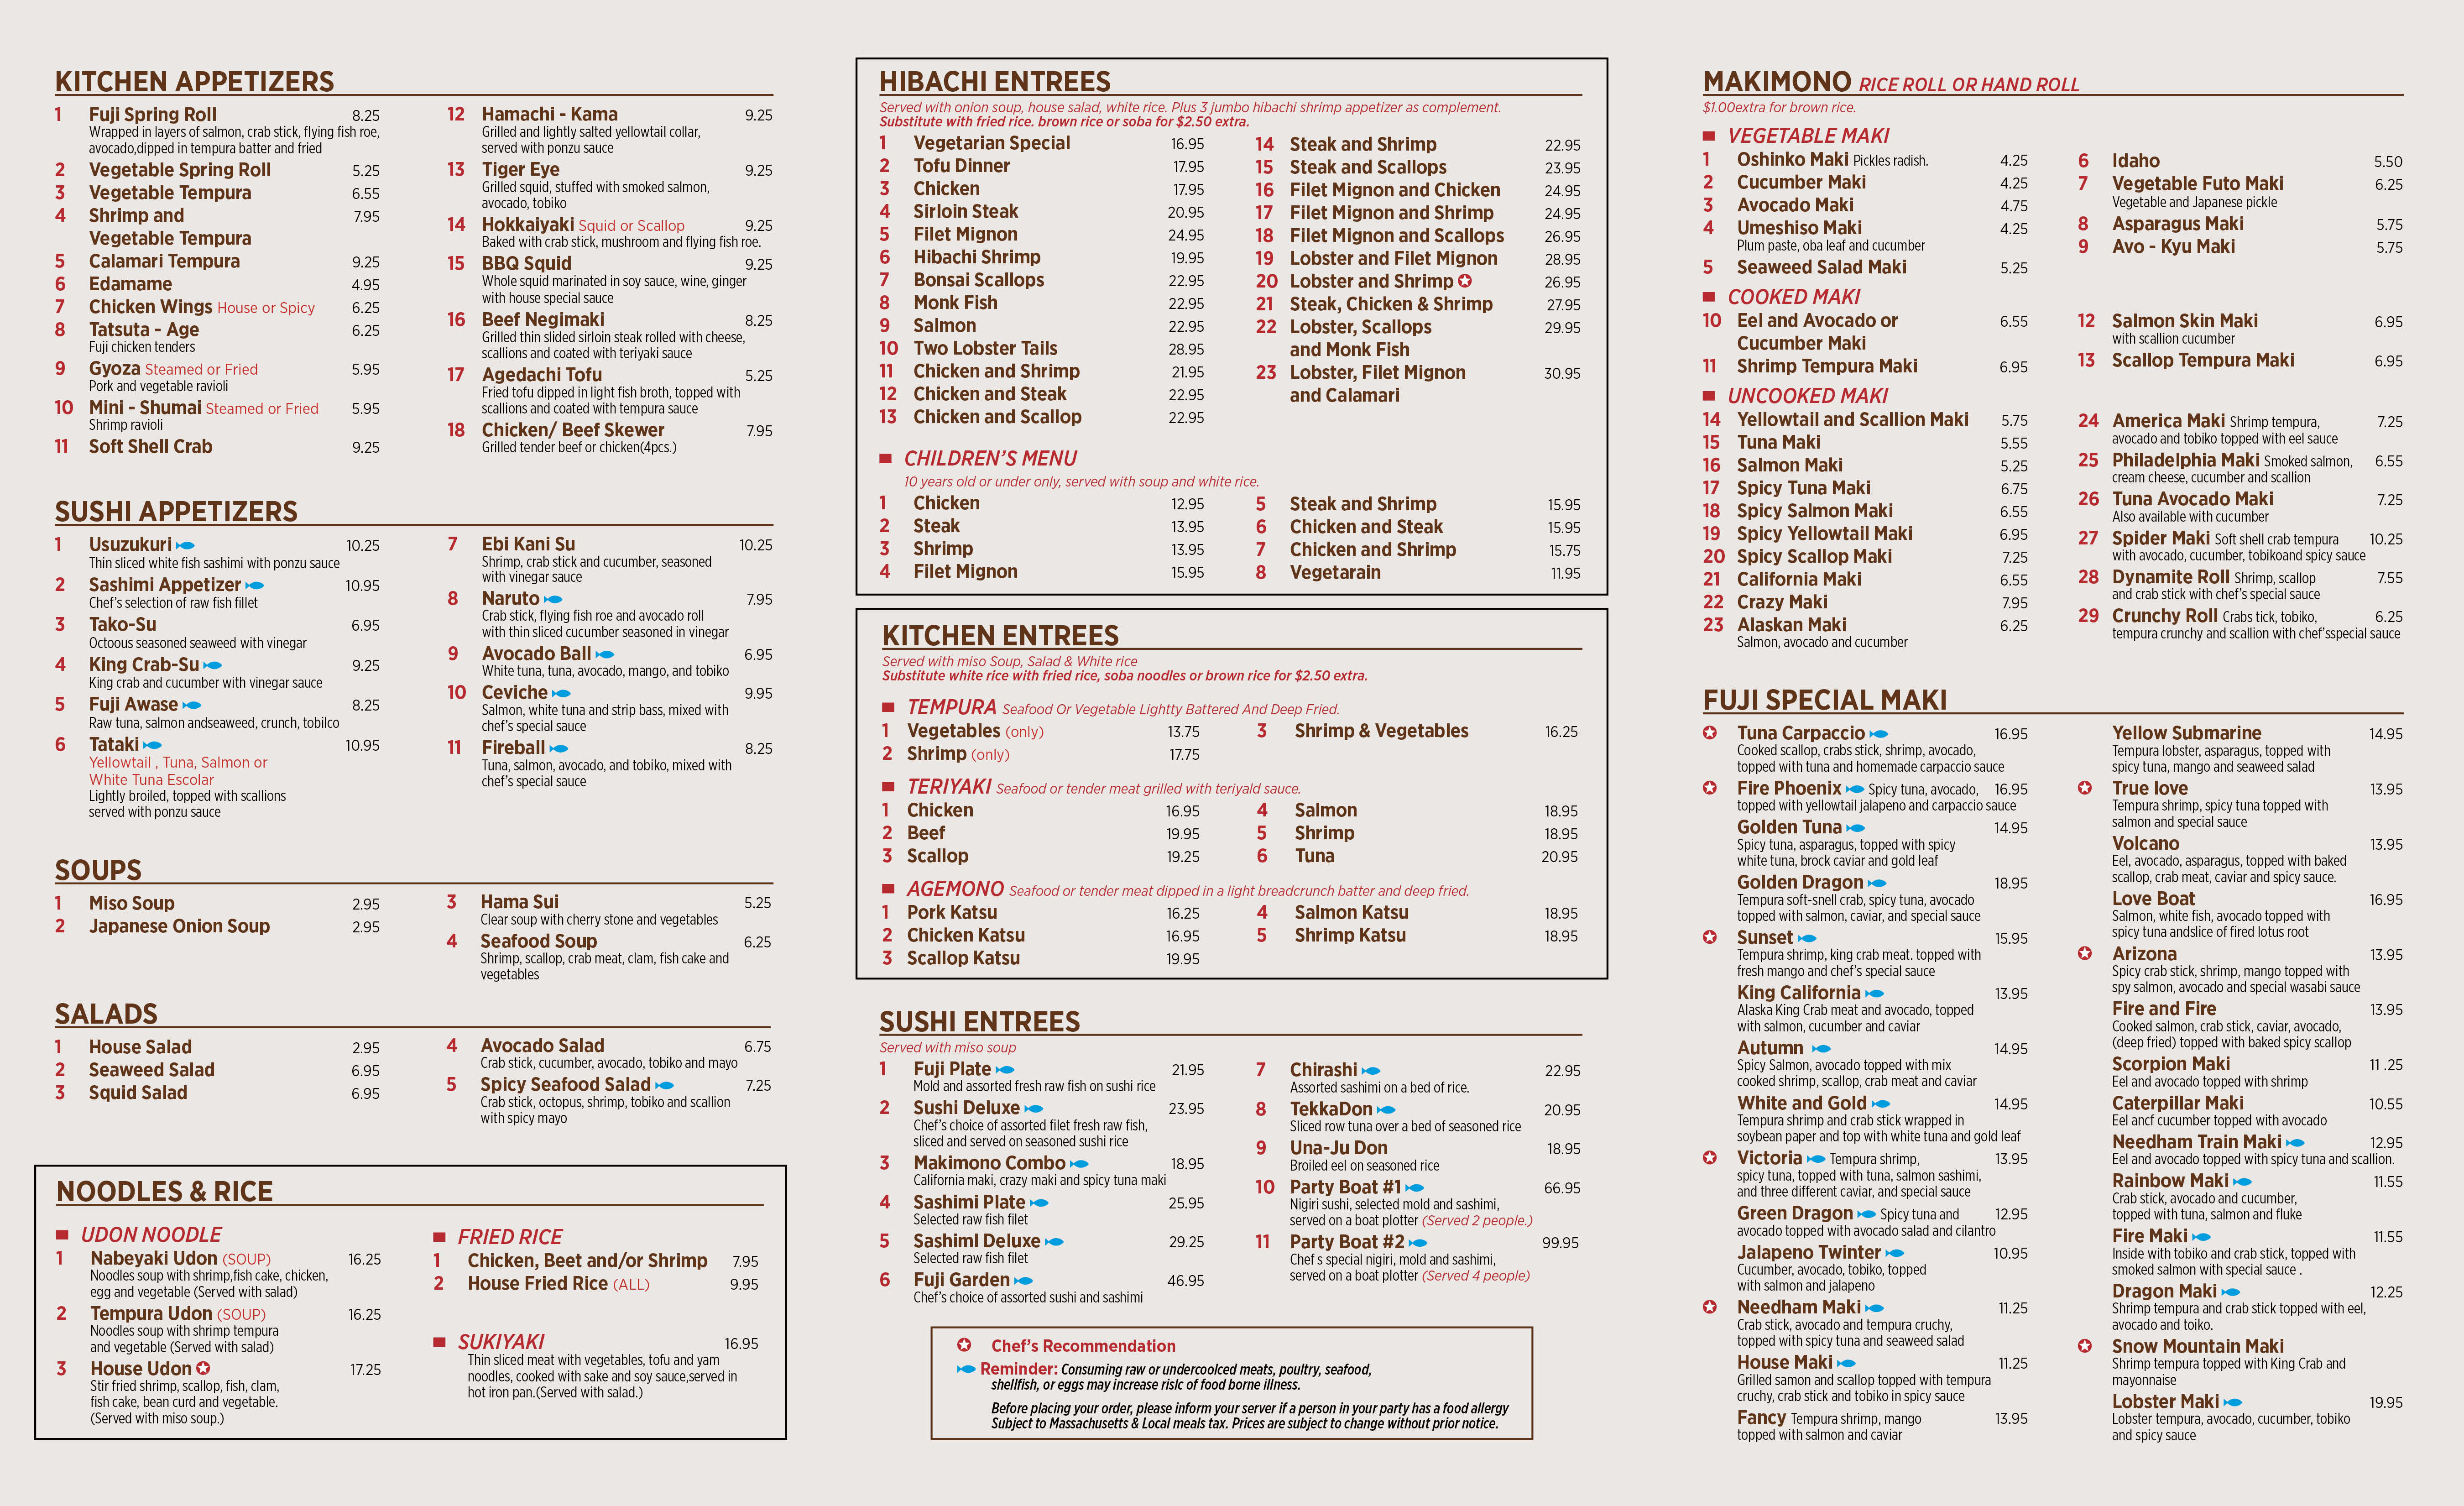 KITCHEN APPETIZERS
1 Fuji Spring Roll 8.25
Wrapped in layers of salmon, crab stick, flying fish roe,
avocado,dipped in tempura batter and fried
2 Vegetable Spring Roll 5.25
3 Vegetable Tempura 6.55
4 Shrimp and 7.95
Vegetable Tempura
5 Calamari Tempura 9.25
6 Edamame 4.95
7 Chicken Wings House or Spicy 6.25
8 Tatsuta - Age 6.25
Fuji chicken tenders
9 Gyoza Steamed or Fried 5.95
Pork and vegetable ravioli
10 Mini - Shumai Steamed or Fried 5.95
Shrimp ravioli
11 Soft Shell Crab 9.25
12 Hamachi - Kama 9.25
Grilled and lightly salted yellowtail collar,
served with ponzu sauce
13 Tiger Eye 9.25
Grilled squid, stuffed with smoked salmon,
avocado, tobiko
14 Hokkaiyaki Squid or Scallop 9.25
Baked with crab stick, mushroom and flying fish roe.
15 BBQ Squid 9.25
Whole squid marinated in soy sauce, wine, ginger
with house special sauce
16 Beef Negimaki 8.25
Grilled thin slided sirloin steak rolled with cheese,
scallions and coated with teriyaki sauce
17 Agedachi Tofu 5.25
Fried tofu dipped in light fish broth, topped with
scallions and coated with tempura sauce
18 Chicken/ Beef Skewer 7.95
Grilled tender beef or chicken(4pcs.)
SUSHI APPETIZERS
1 Usuzukuri 10.25
Thin sliced white fish sashimi with ponzu sauce
2 Sashimi Appetizer 10.95
Chef's selection of raw fish fillet
3 Tako-Su 6.95
Octoous seasoned seaweed with vinegar
4 King Crab-Su 9.25
King crab and cucumber with vinegar sauce
5 Fuji Awase 8.25
Raw tuna, salmon andseaweed, crunch, tobilco
6 Tataki 10.95
Yellowtail , Tuna, Salmon or
White Tuna Escolar
Lightly broiled, topped with scallions
served with ponzu sauce
7 Ebi Kani Su 10.25
Shrimp, crab stick and cucumber, seasoned
with vinegar sauce
8 Naruto 7.95
Crab stick, flying fish roe and avocado roll
with thin sliced cucumber seasoned in vinegar
9 Avocado Ball 6.95
White tuna, tuna, avocado, mango, and tobiko
10 Ceviche 9.95
Salmon, white tuna and strip bass, mixed with
chef's special sauce
11 Fireball 8.25
Tuna, salmon, avocado, and tobiko, mixed with
chef's special sauce
SOUPS
1 Miso Soup 2.95
2 Japanese Onion Soup 2.95
3 Hama Sui 5.25
Clear soup with cherry stone and vegetables
4 Seafood Soup 6.25
Shrimp, scallop, crab meat, clam, fish cake and
vegetables
SALADS
1 House Salad 2.95
2 Seaweed Salad 6.95
3 Squid Salad 6.95
4 Avocado Salad 6.75
Crab stick, cucumber, avocado, tobiko and mayo
5 Spicy Seafood Salad 7.25
Crab stick, octopus, shrimp, tobiko and scallion
with spicy mayo
NOODLES & RICE
UDON NOODLE
1 Nabeyaki Udon (SOUP) 16.25
Noodles soup with shrimp,fish cake, chicken,
egg and vegetable (Served with salad)
2 Tempura Udon (SOUP) 16.25
Noodles soup with shrimp tempura
and vegetable (Served with salad)
3 House Udon 17.25
Stir fried shrimp, scallop, fish, clam,
fish cake, bean curd and vegetable.
(Served with miso soup.)
FRIED RICE
1 Chicken, Beet and/or Shrimp 7.95
2 House Fried Rice (ALL) 9.95
SUKIYAKI 16.95
Thin sliced meat with vegetables, tofu and yam
noodles, cooked with sake and soy sauce,served in
hot iron pan.(Served with salad.)
HIBACHI ENTREES
Served with onion soup, house salad, white rice. Plus 3 jumbo hibachi shrimp appetizer as complement.
Substitute with fried rice. brown rice or soba for $2.50 extra.
1 Vegetarian Special 16.95
2 Tofu Dinner 17.95
3 Chicken 17.95
4 Sirloin Steak 20.95
5 Filet Mignon 24.95
6 Hibachi Shrimp 19.95
7 Bonsai Scallops 22.95
8 Monk Fish 22.95
9 Salmon 22.95
10 Two Lobster Tails 28.95
11 Chicken and Shrimp 21.95
12 Chicken and Steak 22.95
13 Chicken and Scallop 22.95
14 Steak and Shrimp 22.95
15 Steak and Scallops 23.95
16 Filet Mignon and Chicken 24.95
17 Filet Mignon and Shrimp 24.95
18 Filet Mignon and Scallops 26.95
19 Lobster and Filet Mignon 28.95
20 Lobster and Shrimp 26.95
21 Steak, Chicken & Shrimp 27.95
22 Lobster, Scallops 29.95
and Monk Fish
23 Lobster, Filet Mignon 30.95
and Calamari
CHILDREN'S MENU
10 years old or under only, served with soup and white rice.
1 Chicken 12.95
2 Steak 13.95
3 Shrimp 13.95
4 Filet Mignon 15.95
5 Steak and Shrimp 15.95
6 Chicken and Steak 15.95
7 Chicken and Shrimp 15.75
8 Vegetarain 11.95
KITCHEN ENTREES
Served with miso Soup, Salad & White rice
Substitute white rice with fried rice, soba noodles or brown rice for $2.50 extra.
TEMPURA Seafood Or Vegetable Lightty Battered And Deep Fried.
1 Vegetables (only) 13.75
2 Shrimp (only) 17.75
3 Shrimp & Vegetables 16.25
TERIYAKI Seafood or tender meat grilled with teriyald sauce.
1 Chicken 16.95
2 Beef 19.95
3 Scallop 19.25
4 Salmon 18.95
5 Shrimp 18.95
6 Tuna 20.95
AGEMONO Seafood or tender meat dipped in a light breadcrunch batter and deep fried.
1 Pork Katsu 16.25
2 Chicken Katsu 16.95
3 Scallop Katsu 19.95
4 Salmon Katsu 18.95
5 Shrimp Katsu 18.95
SUSHI ENTREES
Served with miso soup
1 Fuji Plate 21.95
Mold and assorted fresh raw fish on sushi rice
2 Sushi Deluxe 23.95
Chef's choice of assorted filet fresh raw fish,
sliced and served on seasoned sushi rice
3 Makimono Combo 18.95
California maki, crazy maki and spicy tuna maki
4 Sashimi Plate 25.95
Selected raw fish filet
5 Sashiml Deluxe 29.25
Selected raw fish filet
6 Fuji Garden 46.95
Chef's choice of assorted sushi and sashimi
7 Chirashi 22.95
Assorted sashimi on a bed of rice.
8 TekkaDon 20.95
Sliced row tuna over a bed of seasoned rice
9 Una-Ju Don 18.95
Broiled eel on seasoned rice
10 Party Boat #1 66.95
Nigiri sushi, selected mold and sashimi,
served on a boat plotter (Served 2 people.)
11 Party Boat #2 99.95
Chef s special nigiri, mold and sashimi,
served on a boat plotter (Served 4 people)
Chef's Recommendation
Reminder: Consuming raw or undercoolced meats, poultry, seafood,
shellfish, or eggs may increase rislc of food borne illness.
Before placing your order, please inform your server if a person in your party has a food allergy
Subject to Massachusetts & Local meals tax. Prices are subject to change without prior notice.
MAKIMONO RICE ROLL OR HAND ROLL
$1.00extra for brown rice.
VEGETABLE MAKI
1 Oshinko Maki Pickles radish. 4.25
2 Cucumber Maki 4.25
3 Avocado Maki 4.75
4 Umeshiso Maki 4.25
Plum paste, oba leaf and cucumber
5 Seaweed Salad Maki 5.25
6 Idaho 5.50
7 Vegetable Futo Maki 6.25
Vegetable and Japanese pickle
8 Asparagus Maki 5.75
9 Avo - Kyu Maki 5.75
COOKED MAKI
10 Eel and Avocado or 6.55
Cucumber Maki
11 Shrimp Tempura Maki 6.95
12 Salmon Skin Maki 6.95
with scallion cucumber
13 Scallop Tempura Maki 6.95
UNCOOKED MAKI
14 Yellowtail and Scallion Maki 5.75
15 Tuna Maki 5.55
16 Salmon Maki 5.25
17 Spicy Tuna Maki 6.75
18 Spicy Salmon Maki 6.55
19 Spicy Yellowtail Maki 6.95
20 Spicy Scallop Maki 7.25
21 California Maki 6.55
22 Crazy Maki 7.95
23 Alaskan Maki 6.25
Salmon, avocado and cucumber
24 America Maki Shrimp tempura, 7.25
avocado and tobiko topped with eel sauce
25 Philadelphia Maki Smoked salmon, 6.55
cream cheese, cucumber and scallion
26 Tuna Avocado Maki 7.25
Also available with cucumber
27 Spider Maki Soft shell crab tempura 10.25
with avocado, cucumber, tobikoand spicy sauce
28 Dynamite Roll Shrimp, scallop 7.55
and crab stick with chef's special sauce
29 Crunchy Roll Crabs tick, tobiko, 6.25
tempura crunchy and scallion with chef'sspecial sauce
FUJI SPECIAL MAKI
Tuna Carpaccio 16.95
Cooked scallop, crabs stick, shrimp, avocado,
topped with tuna and homemade carpaccio sauce
Fire Phoenix Spicy tuna, avocado, 16.95
topped with yellowtail jalapeno and carpaccio sauce
Golden Tuna 14.95
Spicy tuna, asparagus, topped with spicy
white tuna, brock caviar and gold leaf
Golden Dragon 18.95
Tempura soft-snell crab, spicy tuna, avocado
topped with salmon, caviar, and special sauce
Sunset 15.95
Tempura shrimp, king crab meat. topped with
fresh mango and chef's special sauce
King California 13.95
Alaska King Crab meat and avocado, topped
with salmon, cucumber and caviar
Autumn 14.95
Spicy Salmon, avocado topped with mix
cooked shrimp, scallop, crab meat and caviar
White and Gold 14.95
Tempura shrimp and crab stick wrapped in
soybean paper and top with white tuna and gold leaf
Victoria Tempura shrimp, 13.95
spicy tuna, topped with tuna, salmon sashimi,
and three different caviar, and special sauce
Green Dragon Spicy tuna and 12.95
avocado topped with avocado salad and cilantro
Jalapeno Twinter 10.95
Cucumber, avocado, tobiko, topped
with salmon and jalapeno
Needham Maki 11.25
Crab stick, avocado and tempura cruchy,
topped with spicy tuna and seaweed salad
House Maki 11.25
Grilled samon and scallop topped with tempura
cruchy, crab stick and tobiko in spicy sauce
Fancy Tempura shrimp, mango 13.95
topped with salmon and caviar
Yellow Submarine 14.95
Tempura lobster, asparagus, topped with
spicy tuna, mango and seaweed salad
True love 13.95
Tempura shrimp, spicy tuna topped with
salmon and special sauce
Volcano 13.95
Eel, avocado, asparagus, topped with baked
scallop, crab meat, caviar and spicy sauce.
Love Boat 16.95
Salmon, white fish, avocado topped with
spicy tuna andslice of fired lotus root
Arizona 13.95
Spicy crab stick, shrimp, mango topped with
spy salmon, avocado and special wasabi sauce
Fire and Fire 13.95
Cooked salmon, crab stick, caviar, avocado,
(deep fried) topped with baked spicy scallop
Scorpion Maki 11 .25
Eel and avocado topped with shrimp
Caterpillar Maki 10.55
Eel ancf cucumber topped with avocado
Needham Train Maki 12.95
Eel and avocado topped with spicy tuna and scallion.
Rainbow Maki 11.55
Crab stick, avocado and cucumber,
topped with tuna, salmon and fluke
Fire Maki 11.55
Inside with tobiko and crab stick, topped with
smoked salmon with special sauce .
Dragon Maki 12.25
Shrimp tempura and crab stick topped with eel,
avocado and toiko.
Snow Mountain Maki
Shrimp tempura topped with King Crab and
mayonnaise
Lobster Maki 19.95
Lobster tempura, avocado, cucumber, tobiko
and spicy sauce